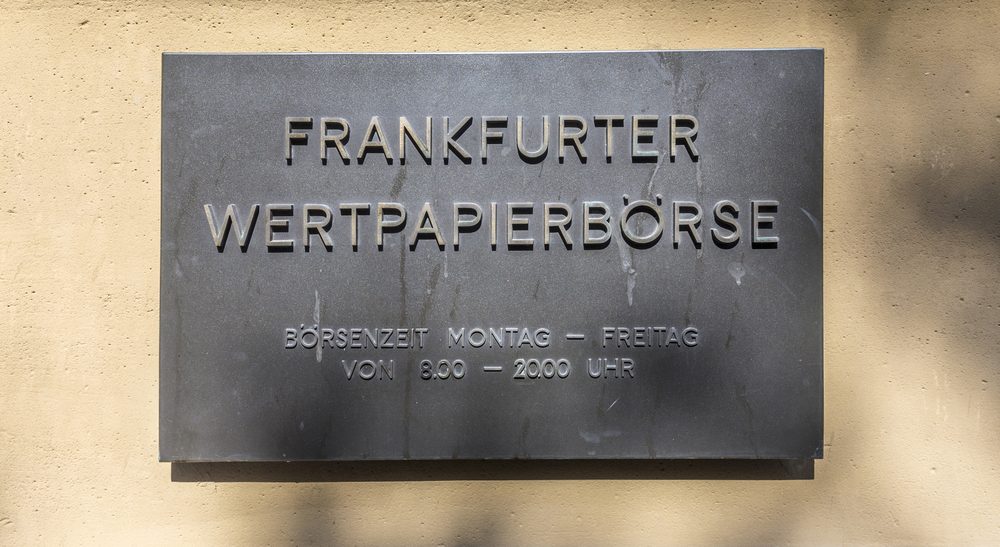 FRANKFURTER
WERTPAPIERBÖRSE
BÖRSENZEIT MONTAG – FREITAG
VON 8.00 – 20.00 UHR